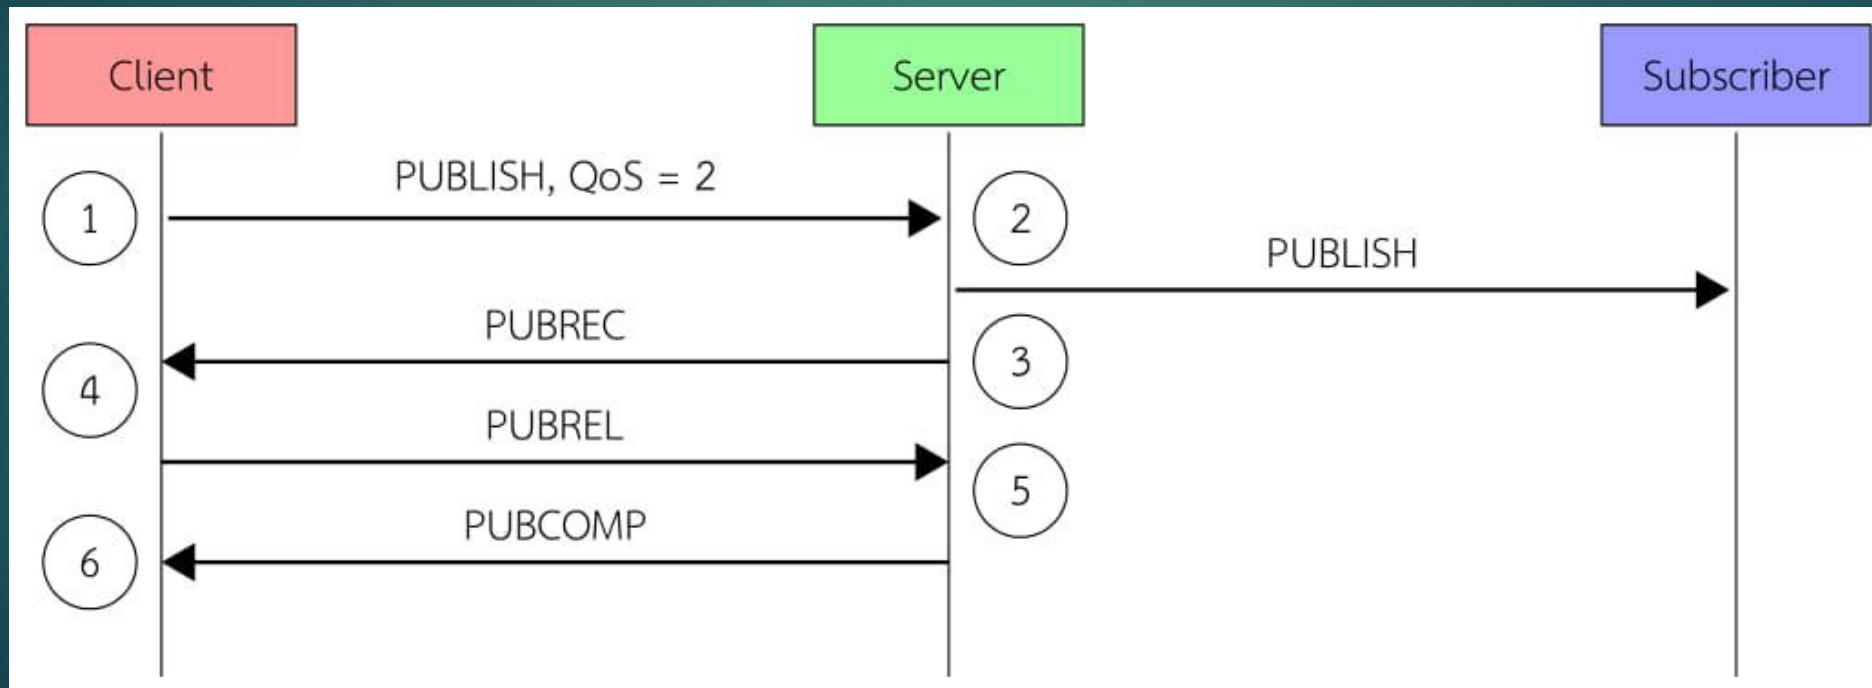 Client
Server
Subscriber
PUBLISH, QoS = 2
1
2
PUBLISH
PUBREC
3
4
PUBREL
5
PUBCOMP
6